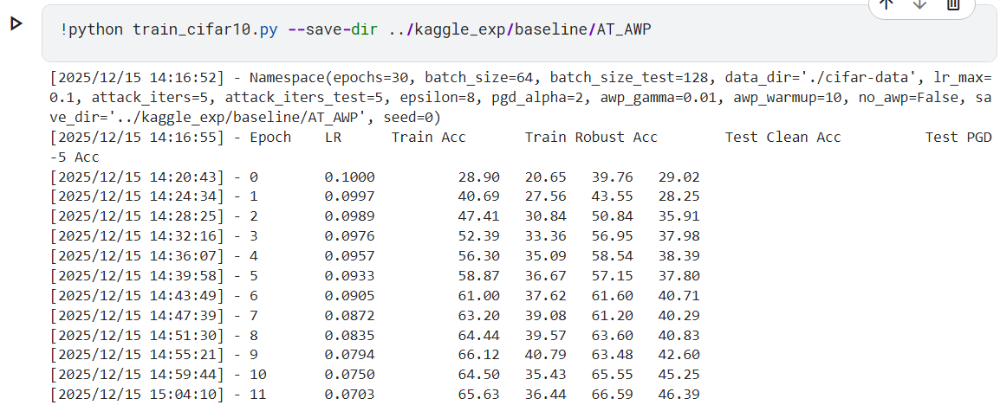 !python train_cifar10.py --save-dir ../kaggle_exp/baseline/AT_AWP
[2025/12/15 14:16:52] - Namespace(epochs=30, batch_size=64, batch_size_test=128, data_dir='./cifar-data', lr_max=
0.1, attack_iters=5, attack_iters_test=5, epsilon=8, pgd_alpha=2, awp_gamma=0.01, awp_warmup=10, no_awp=False, sa
ve_dir='../kaggle_exp/baseline/AT_AWP', seed=0)
[2025/12/15 14:16:55] - Epoch LR Train Acc Train Robust Acc Test Clean Acc Test PGD
-5 Acc
[2025/12/15 14:20:43] - 0 0.1000 28.90 20.65 39.76 29.02
[2025/12/15 14:24:34] - 1 0.0997 40.69 27.56 43.55 28.25
[2025/12/15 14:28:25] - 2 0.0989 47.41 30.84 50.84 35.91
[2025/12/15 14:32:16] - 3 0.0976 52.39 33.36 56.95 37.98
[2025/12/15 14:36:07] - 4 0.0957 56.30 35.09 58.54 38.39
[2025/12/15 14:39:58] - 5 0.0933 58.87 36.67 57.15 37.80
[2025/12/15 14:43:49] - 6 0.0905 61.00 37.62 61.60 40.71
[2025/12/15 14:47:39] - 7 0.0872 63.20 39.08 61.20 40.29
[2025/12/15 14:51:30] - 8 0.0835 64.44 39.57 63.60 40.83
[2025/12/15 14:55:21] - 9 0.0794 66.12 40.79 63.48 42.60
[2025/12/15 14:59:44] - 10 0.0750 64.50 35.43 65.55 45.25
[2025/12/15 15:04:10] - 11 0.0703 65.63 36.44 66.59 46.39